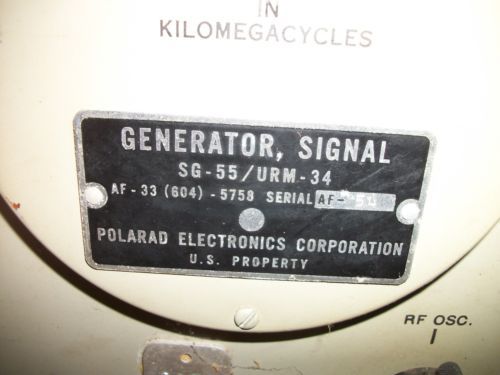 IN
KILOMEGACYCLES
GENERATOR, SIGNAL
SG-55/URM-34
AF-33(604)-5758 SERIAL AF-
POLARAD ELECTRONICS CORPORATION
U.S. PROPERTY
RF OSC.